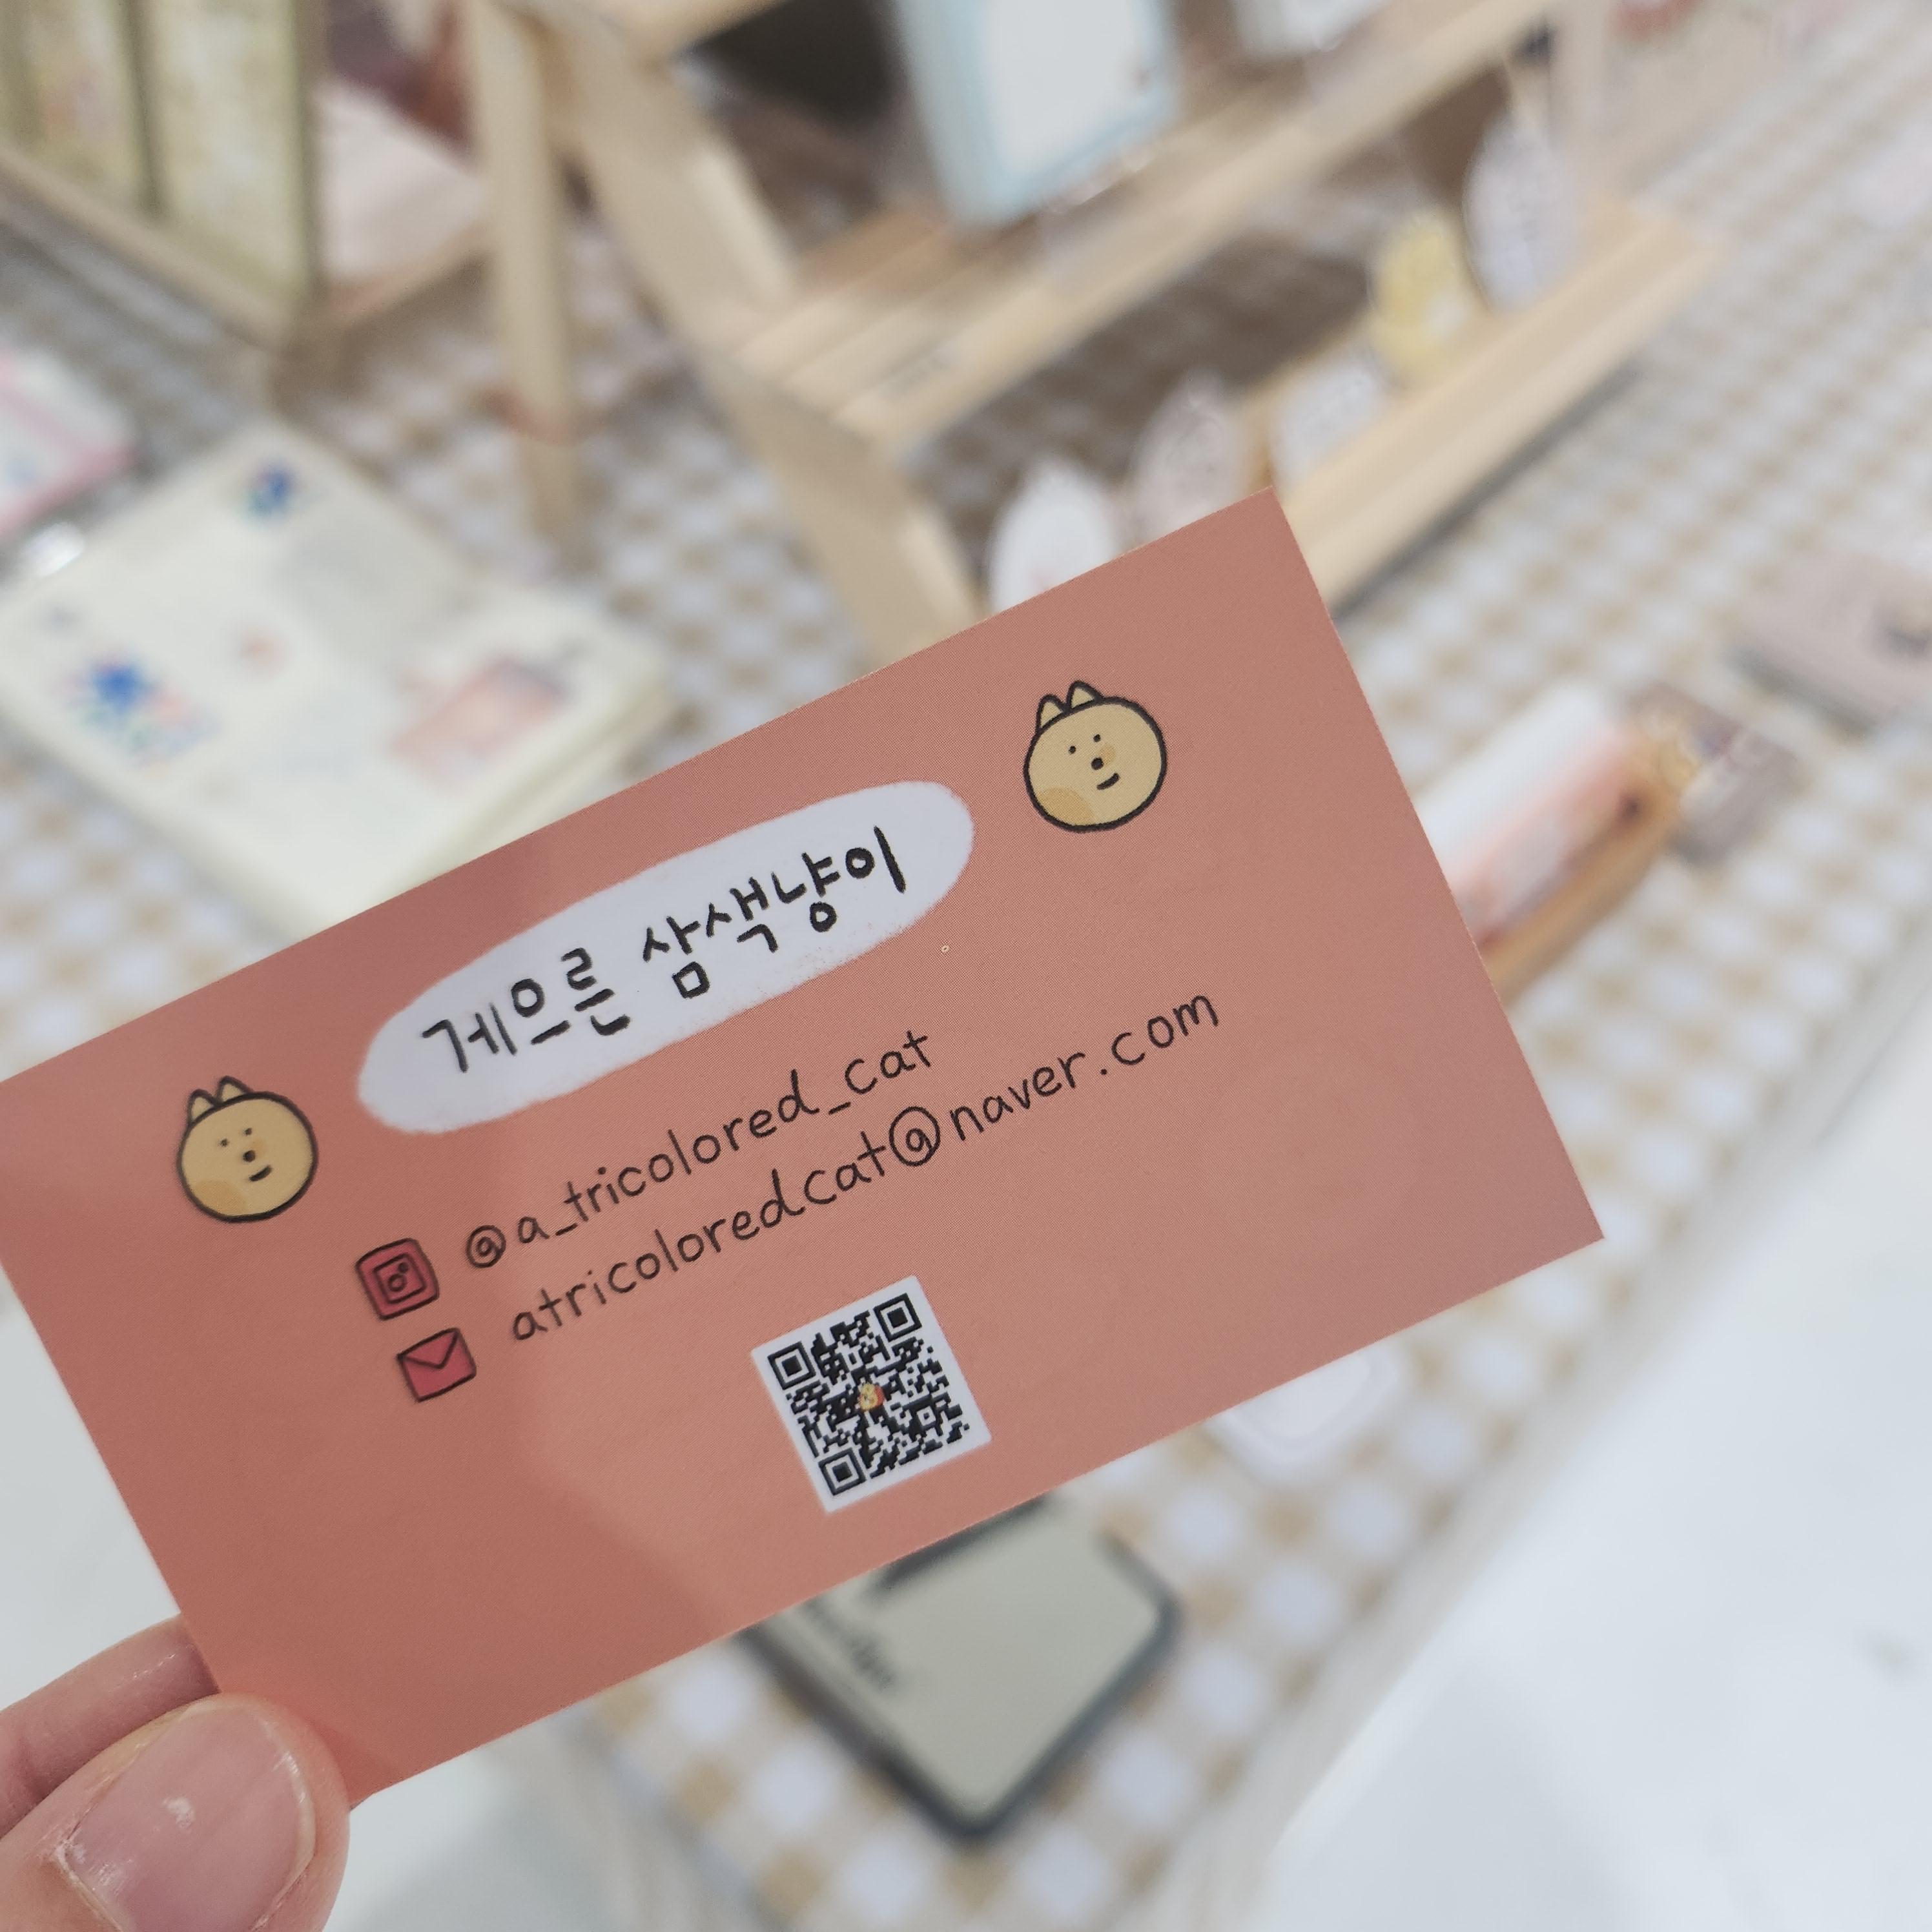 게으른 삼색냥이
@a_tricolored_cat
atricoloredcat@naver.com